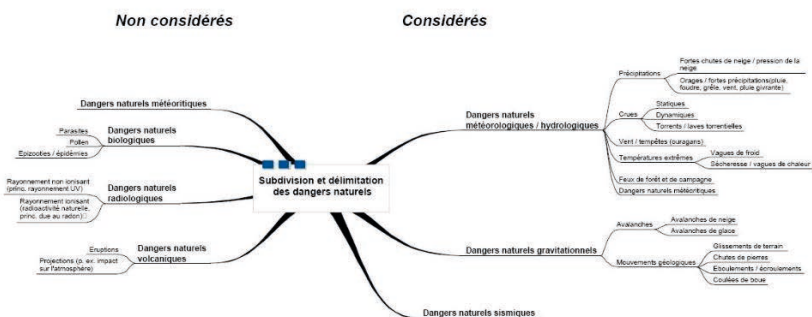 Non considérés
Considérés
Dangers naturels météoritiques
Parasites
Pollen
Epizooties / épidémies
Dangers naturels
biologiques
Rayonnement non ionisant
(princ. rayonnement UV)
Rayonnement ionisant
(radioactivité naturelle,
princ. due au radon)
Dangers naturels
radiologiques
Eruptions
Projections (p. ex. impact
sur l'atmosphère)
Dangers naturels
volcaniques
Subdivision et délimitation
des dangers naturels
Dangers naturels
météorologiques / hydrologiques
Précipitations
Fortes chutes de neige / pression de la
neige
Orages / fortes précipitations(pluie,
foudre, grêle, vent, pluie givrante)
Crues
Statiques
Dynamiques
Torrents / laves torrentielles
Vent / tempêtes (ouragans)
Températures extrêmes
Vagues de froid
Sécheresse / vagues de chaleur
Feux de forêt et de campagne
Dangers naturels météoritiques
Dangers naturels gravitationnels
Avalanches
Avalanches de neige
Avalanches de glace
Mouvements géologiques
Glissements de terrain
Chutes de pierres
Eboulements / écroulements
Coulées de boue
Dangers naturels sismiques